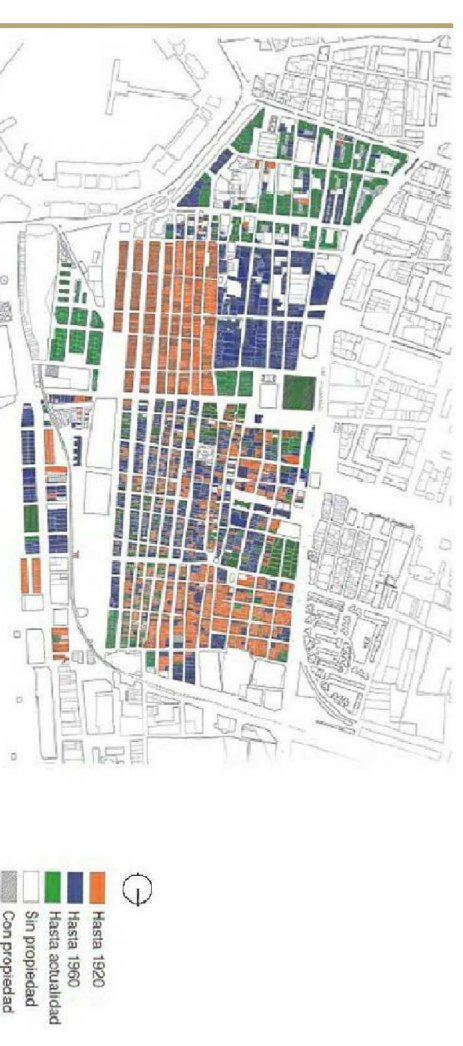 Hasta 1920
Hasta 1960
Hasta actualidad
Sin propiedad
Con propiedad